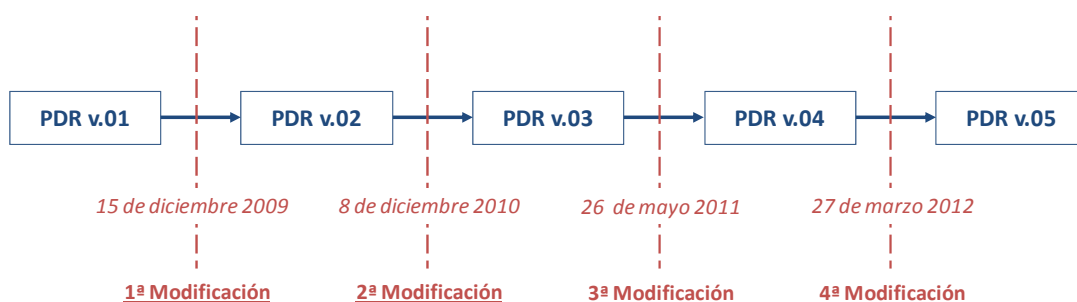 PDR v.01
PDR v.02
PDR v.03
PDR v.04
PDR v.05
15 de diciembre 2009
8 de diciembre 2010
26 de mayo 2011
27 de marzo 2012
1ª Modificación
2ª Modificación
3ª Modificación
4ª Modificación